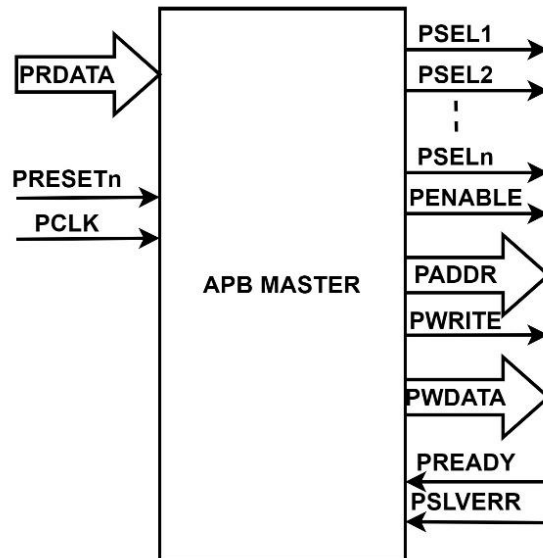 PRDATA
PRESETn
PCLK
APB MASTER
PSEL1
PSEL2
PSELn
PENABLE
PADDR
PWRITE
PWDATA
PREADY
PSLVERR